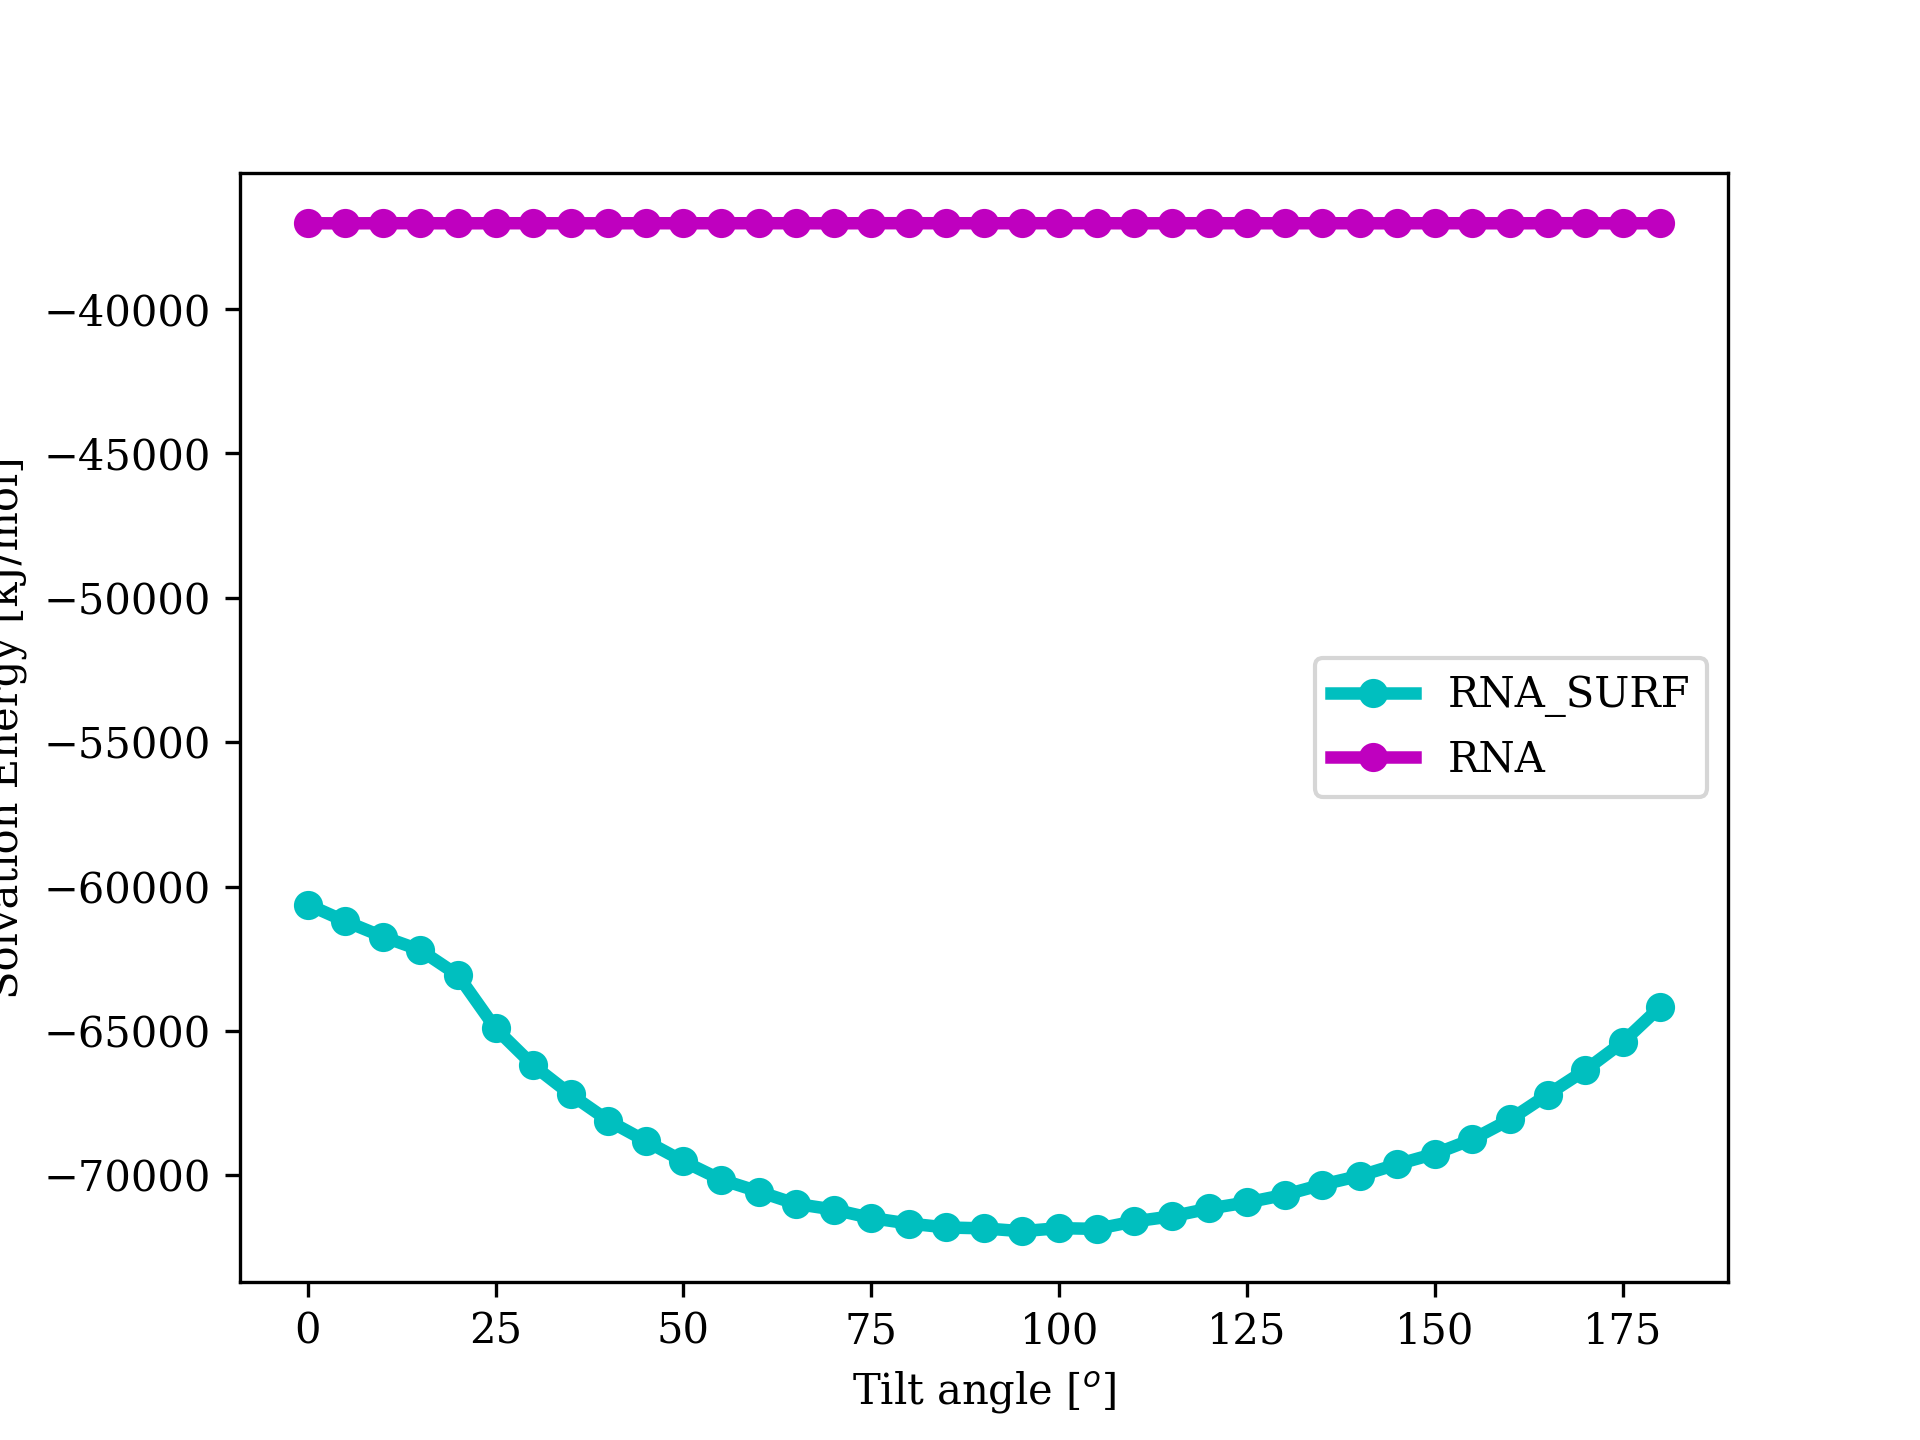 −40000
−45000
−50000
−55000
−60000
−65000
−70000
Solvation Energy [kJ/mol]
RNA_SURF
RNA
0 25 50 75 100 125 150 175
Tilt angle [°]